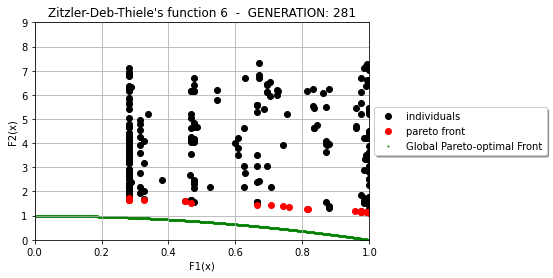 Zitzler-Deb-Thiele's function 6 - GENERATION: 281
9
8
7
6
5
4
3
2
1
0
F2(x)
0.0 0.2 0.4 0.6 0.8 1.0
F1(x)
individuals
pareto front
Global Pareto-optimal Front